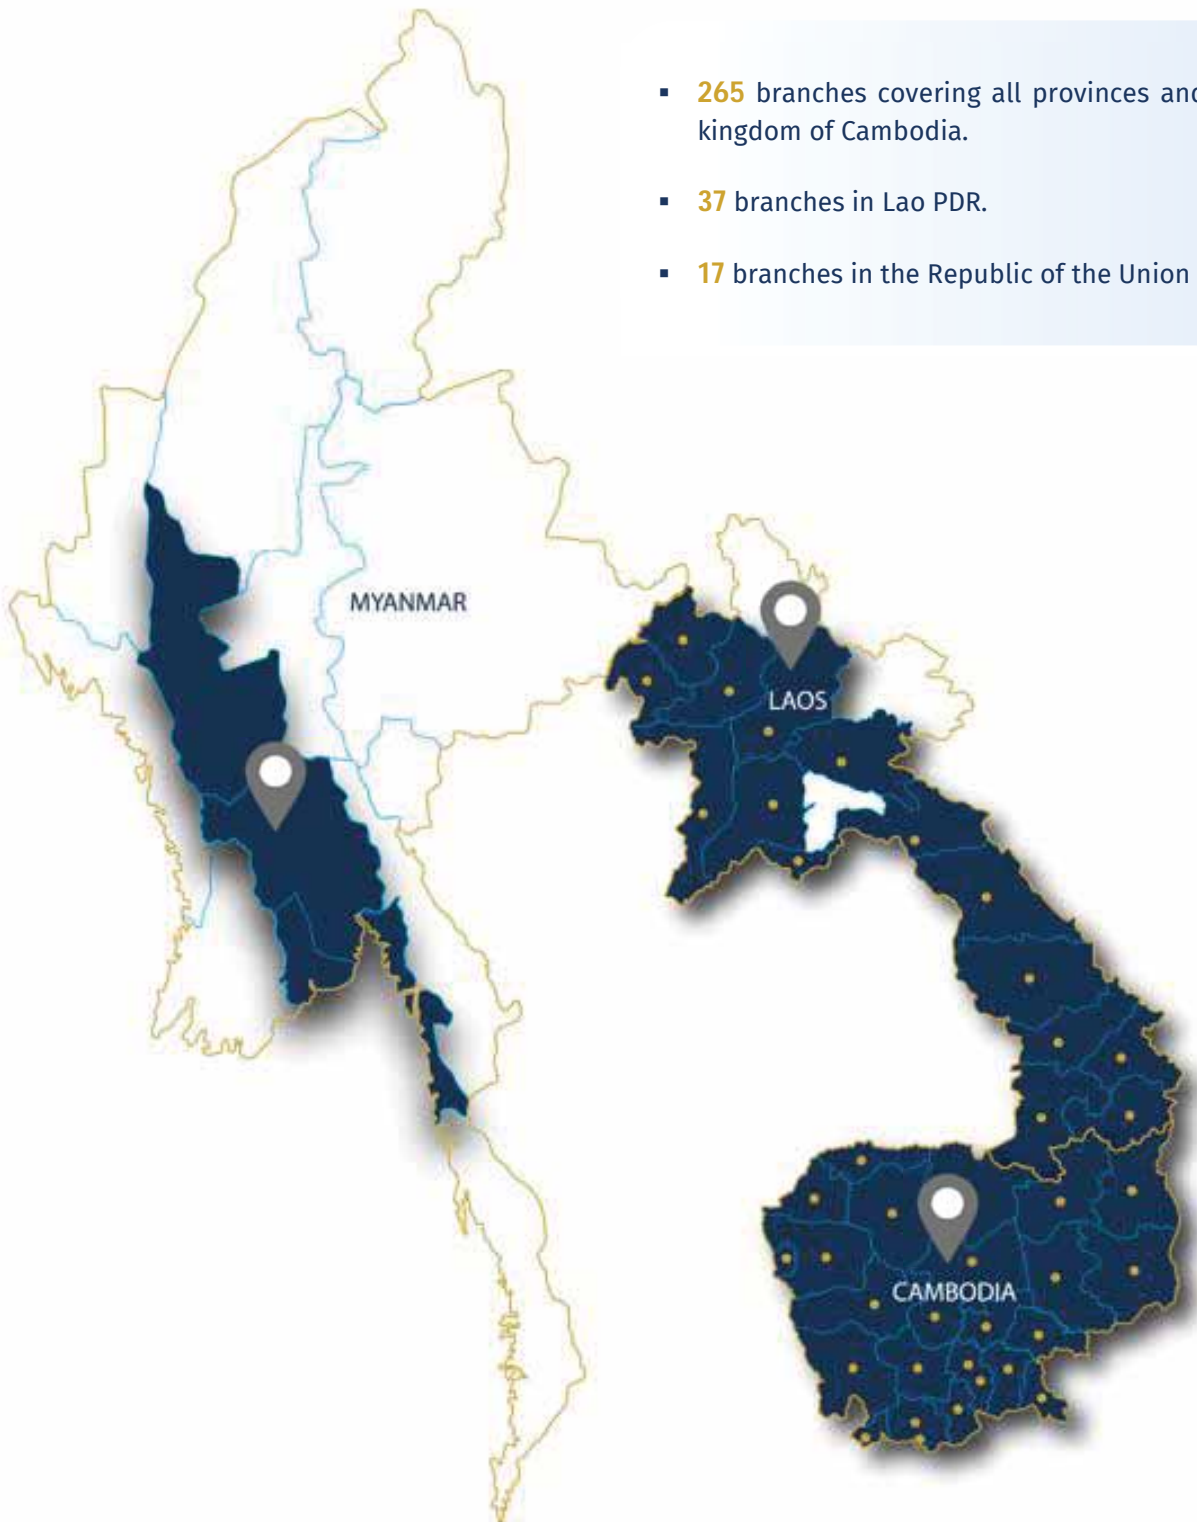 ▪ 265 branches covering all provinces and
kingdom of Cambodia.
▪ 37 branches in Lao PDR.
▪ 17 branches in the Republic of the Union
MYANMAR
LAOS
CAMBODIA